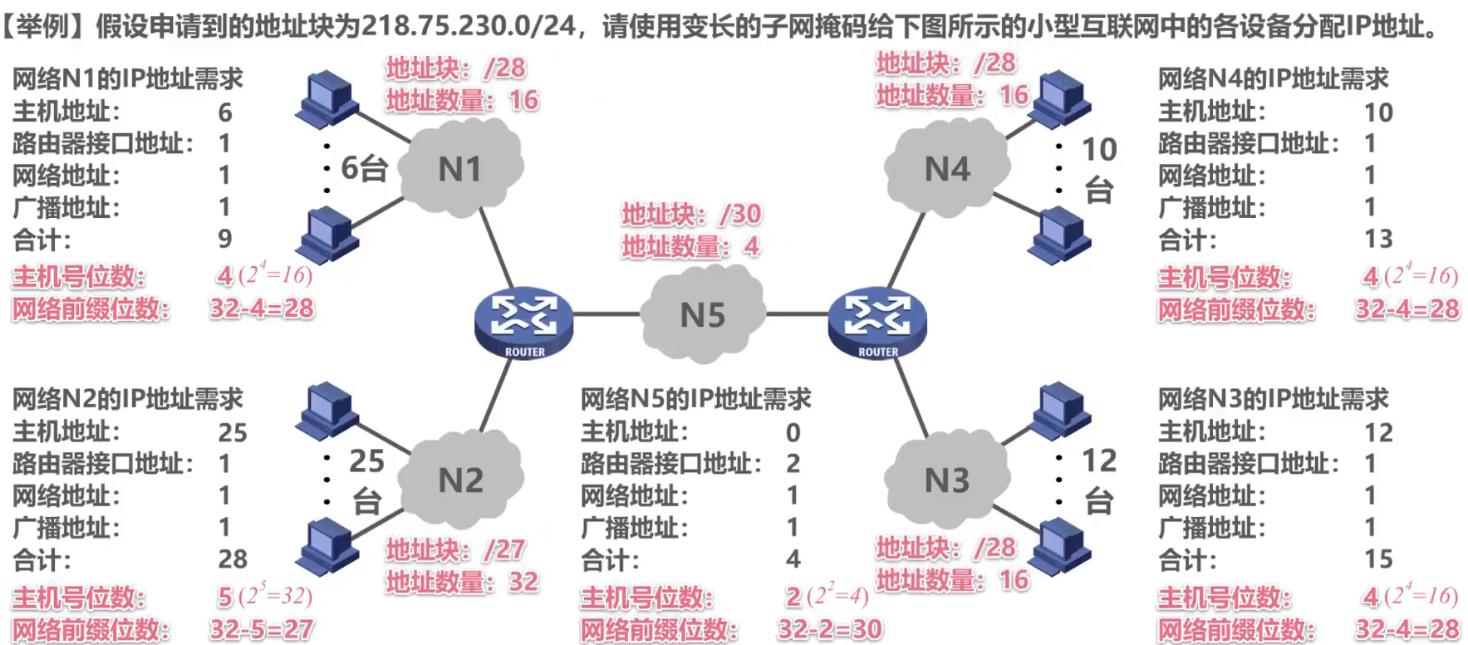 【举例】假设申请到的地址块为218.75.230.0/24，请使用变长的子网掩码给下图所示的小型互联网中的各设备分配IP地址。
网络N1的IP地址需求
主机地址： 6
路由器接口地址： 1
网络地址： 1
广播地址： 1
合计： 9
主机号位数： 4 (2⁴=16)
网络前缀位数： 32-4=28
地址块：/28
地址数量：16
6台
N1
地址块：/30
地址数量：4
N5
ROUTER
ROUTER
地址块：/28
地址数量：16
N4
10
台
网络N4的IP地址需求
主机地址： 10
路由器接口地址： 1
网络地址： 1
广播地址： 1
合计： 13
主机号位数： 4 (2⁴=16)
网络前缀位数： 32-4=28
网络N2的IP地址需求
主机地址： 25
路由器接口地址： 1
网络地址： 1
广播地址： 1
合计： 28
主机号位数： 5 (2⁵=32)
网络前缀位数： 32-5=27
25
台
N2
地址块：/27
地址数量：32
网络N5的IP地址需求
主机地址： 0
路由器接口地址： 2
网络地址： 1
广播地址： 1
合计： 4
主机号位数： 2 (2²=4)
网络前缀位数： 32-2=30
N3
12
台
地址块：/28
地址数量：16
网络N3的IP地址需求
主机地址： 12
路由器接口地址： 1
网络地址： 1
广播地址： 1
合计： 15
主机号位数： 4 (2⁴=16)
网络前缀位数： 32-4=28